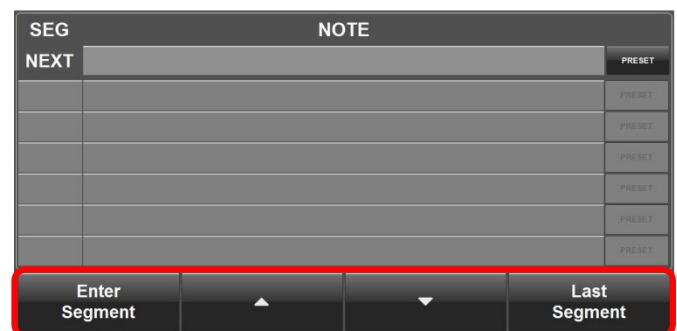 SEG NOTE
NEXT PRESET
PRESET
PRESET
PRESET
PRESET
PRESET
PRESET
Enter Segment ▲ ▼ Last Segment